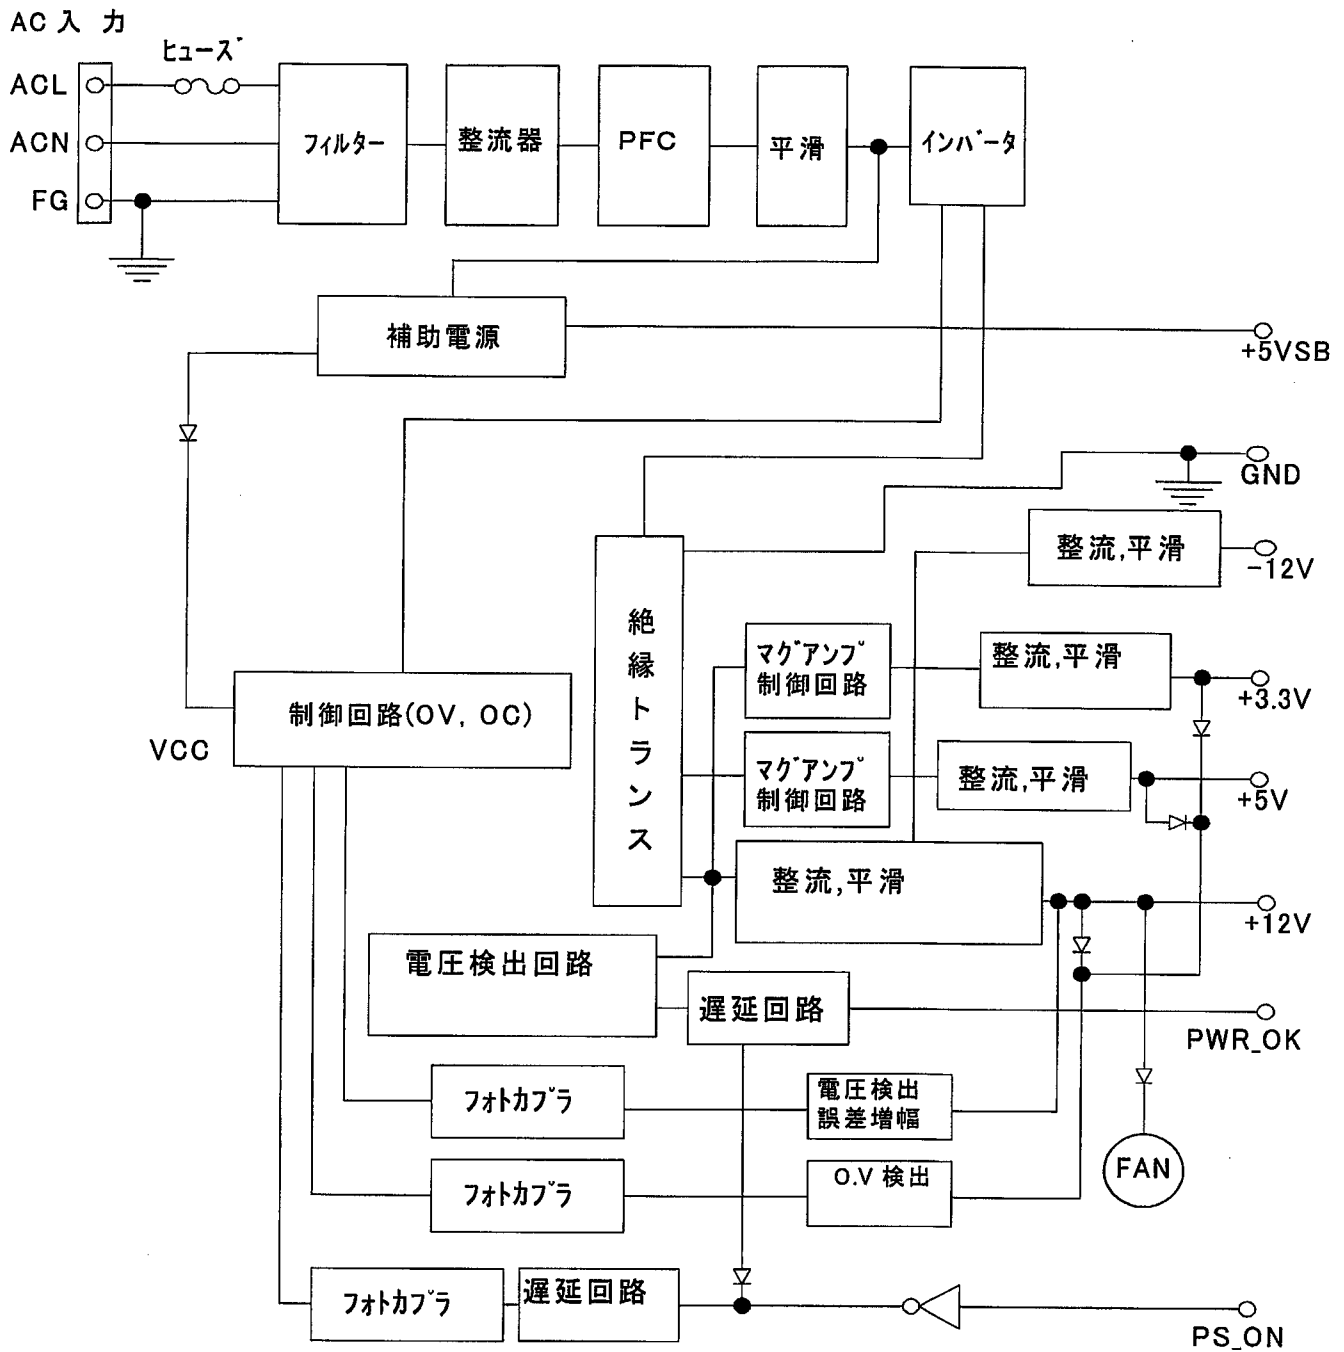 AC 入 力
ﾋｭｰｽﾞ
ACL
ACN
FG
ﾌｨﾙﾀｰ
整流器
PFC
平滑
ｲﾝﾊﾞｰﾀ
補助電源
+5VSB
GND
整流,平滑
-12V
絶縁トランス
ﾏｸﾞｱﾝﾌﾟ
制御回路
整流,平滑
+3.3V
制御回路(OV, OC)
VCC
ﾏｸﾞｱﾝﾌﾟ
制御回路
整流,平滑
+5V
整流,平滑
+12V
電圧検出回路
遅延回路
PWR_OK
ﾌｫﾄｶﾌﾟﾗ
電圧検出
誤差増幅
FAN
ﾌｫﾄｶﾌﾟﾗ
O.V 検出
ﾌｫﾄｶﾌﾟﾗ
遅延回路
PS_ON